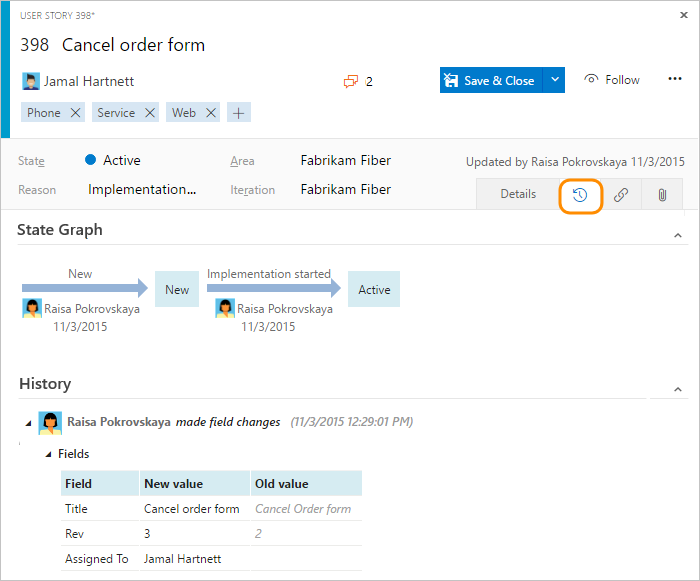 USER STORY 398*
398 Cancel order form
Jamal Hartnett 2 Save & Close Follow ...
Phone Service Web
State Active Area Fabrikam Fiber Updated by Raisa Pokrovskaya 11/3/2015
Reason Implementation... Iteration Fabrikam Fiber
Details
State Graph
New Implementation started
New Active
Raisa Pokrovskaya Raisa Pokrovskaya
11/3/2015 11/3/2015
History
Raisa Pokrovskaya made field changes (11/3/2015 12:29:01 PM)
Fields
Field New value Old value
Title Cancel order form Cancel Order form
Rev 3 2
Assigned To Jamal Hartnett